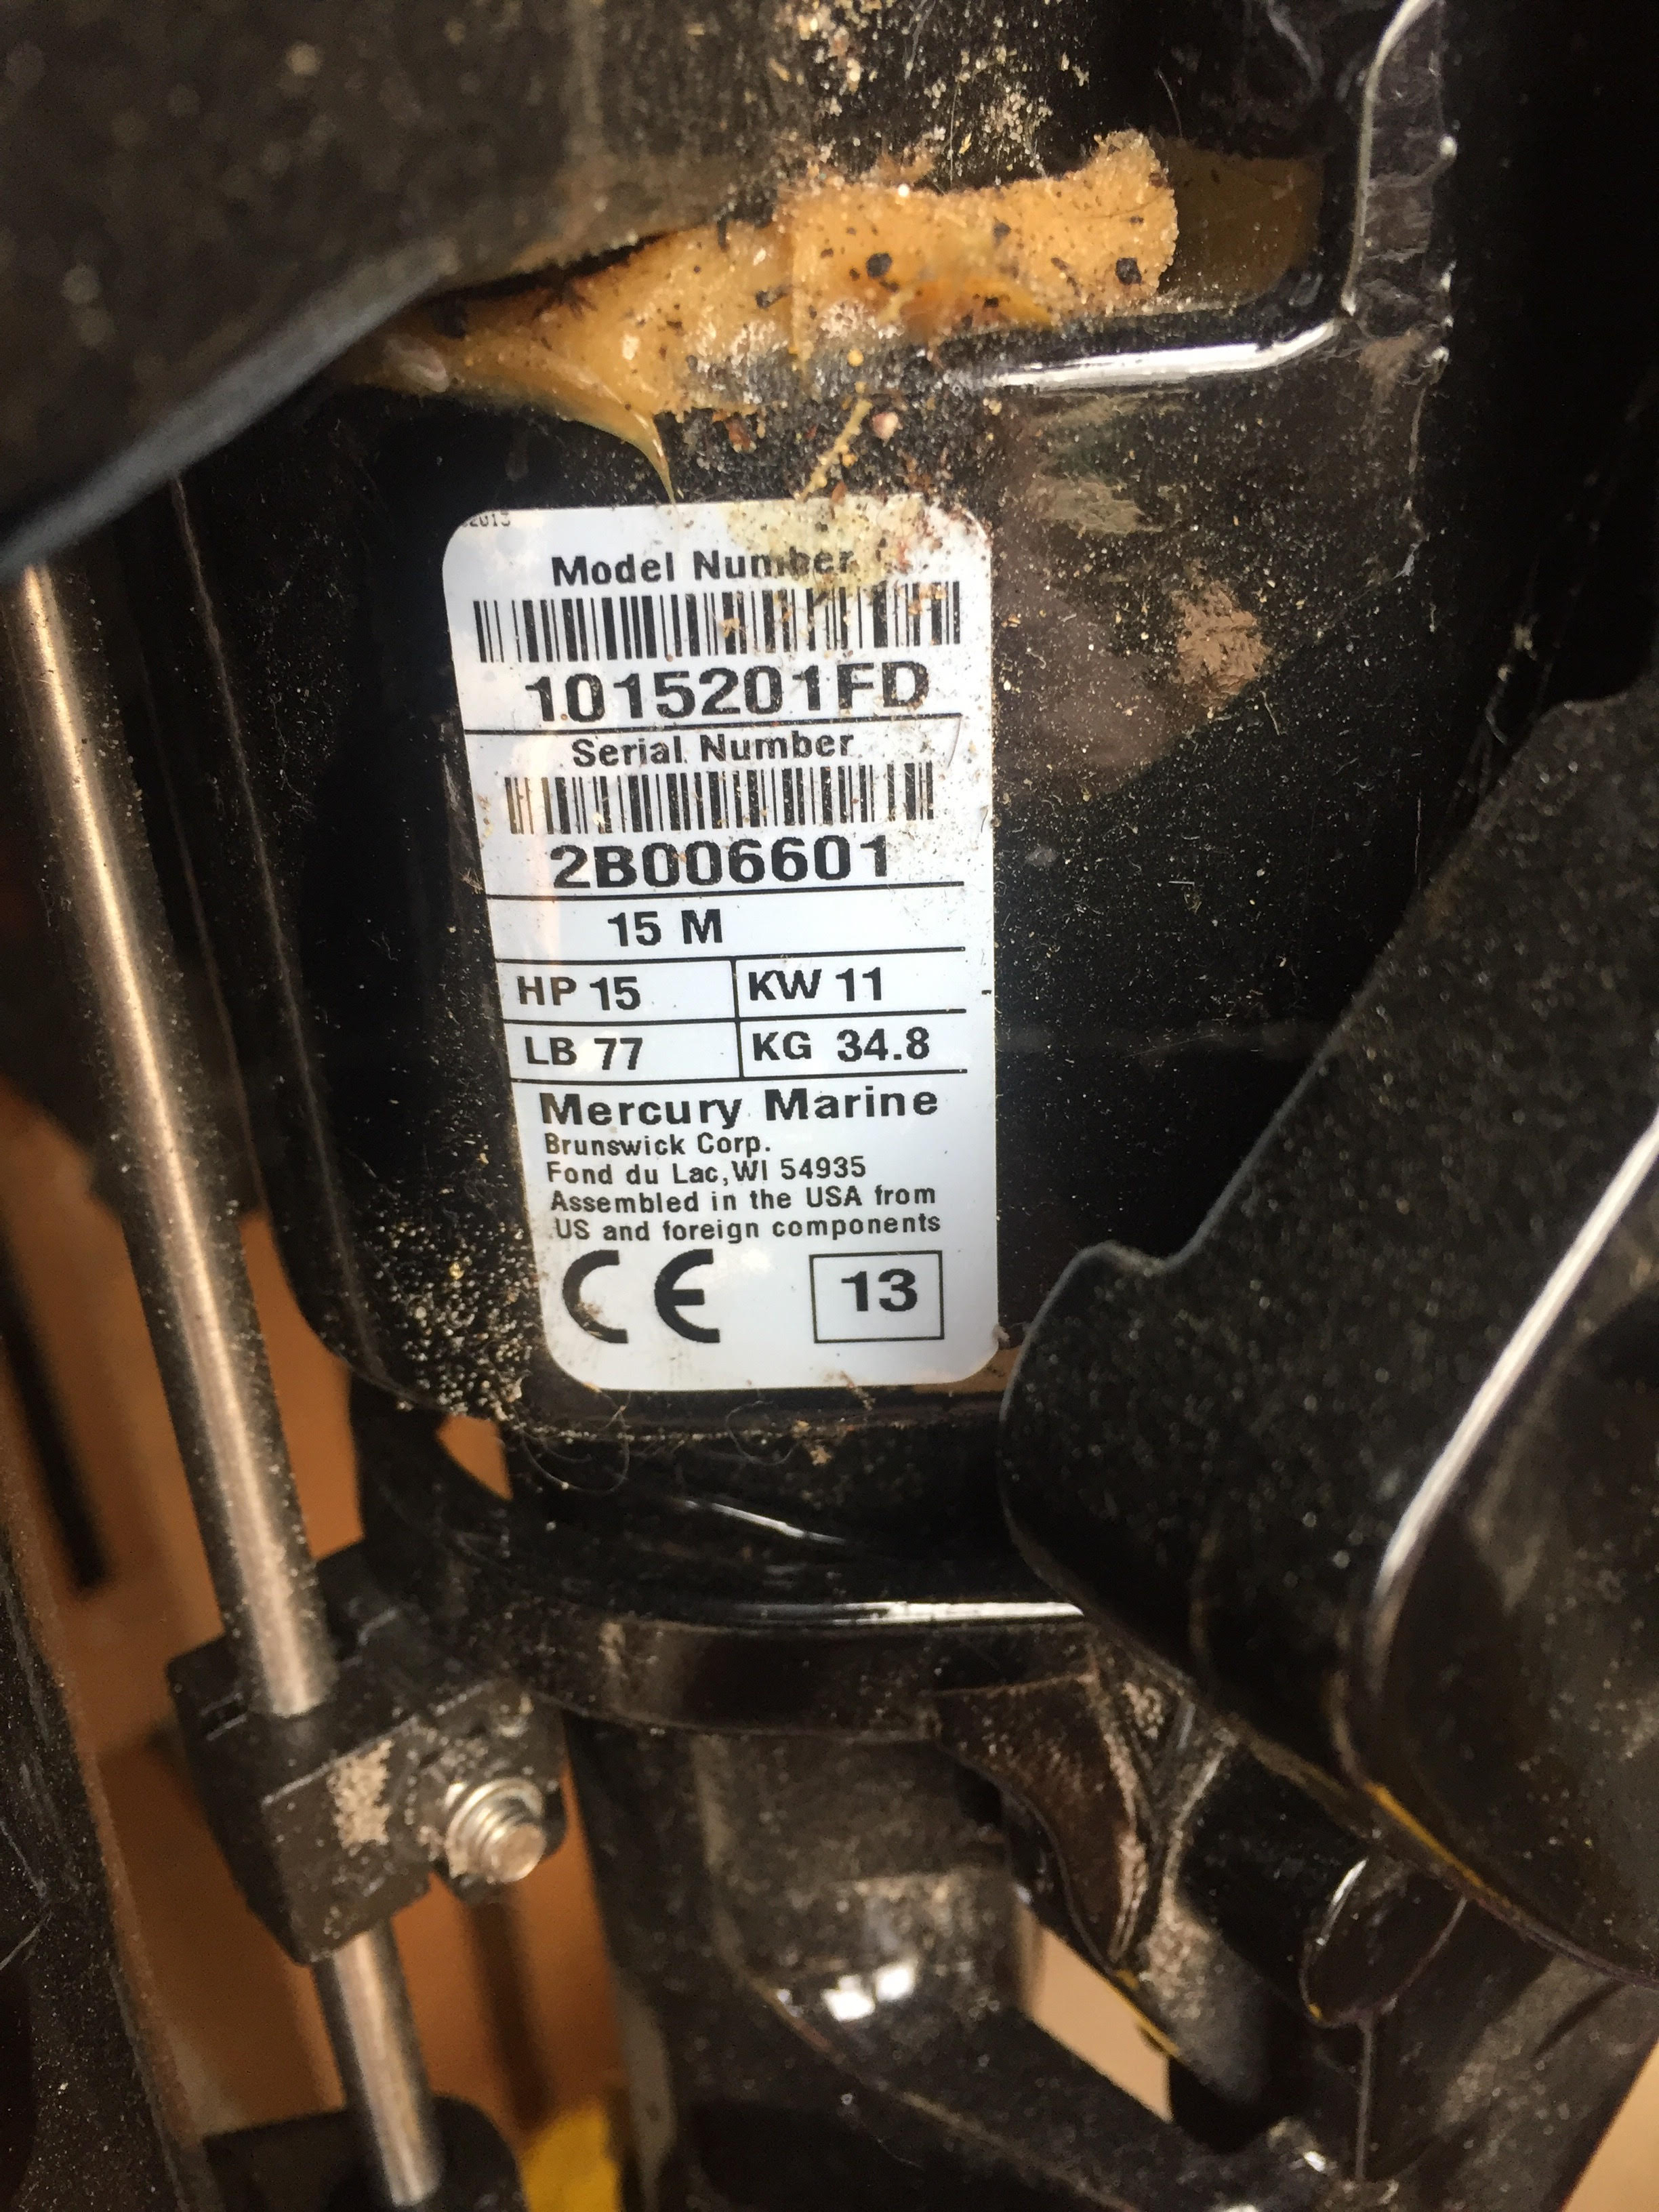 2013
Model Number
1015201FD
Serial Number
2B006601
15 M
HP 15 KW 11
LB 77 KG 34.8
Mercury Marine
Brunswick Corp.
Fond du Lac, WI 54935
Assembled in the USA from
US and foreign components
CE 13